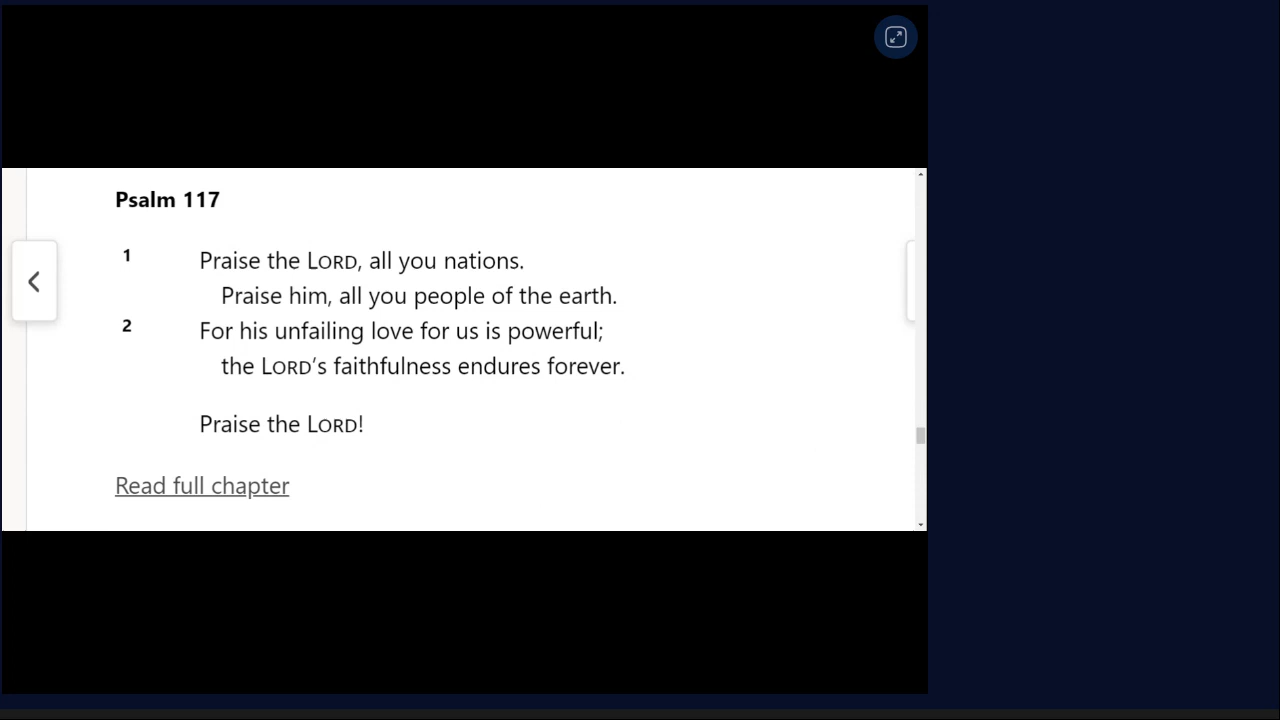 Psalm 117
1 Praise the LORD, all you nations.
Praise him, all you people of the earth.
2 For his unfailing love for us is powerful;
the LORD’s faithfulness endures forever.
Praise the LORD!
Read full chapter